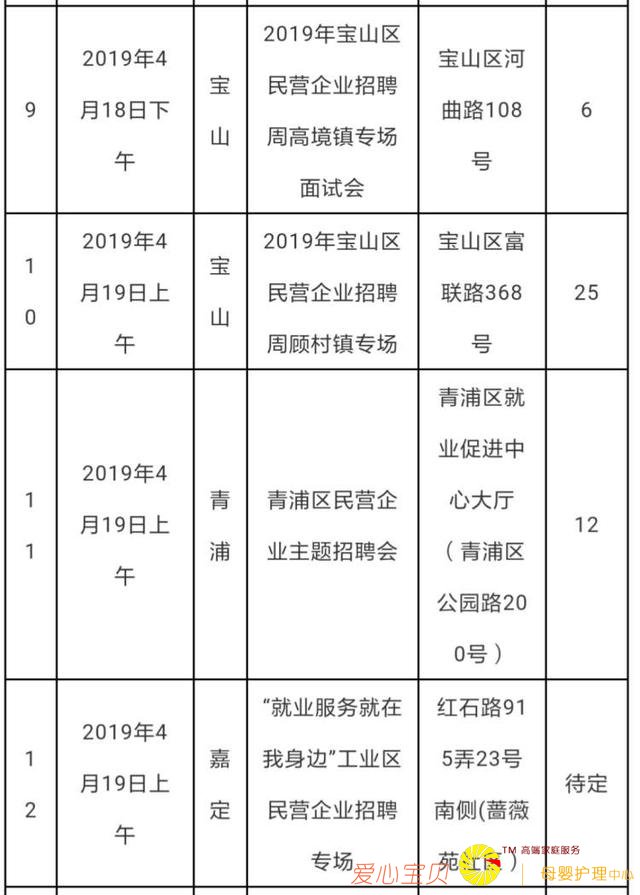 9
2019年4
月18日下
午
宝
山
2019年宝山区
民营企业招聘
周高境镇专场
面试会
宝山区河
曲路108
号
6
1
0
2019年4
月19日上
午
宝
山
2019年宝山区
民营企业招聘
周顾村镇专场
宝山区富
联路368
号
25
1
1
2019年4
月19日上
午
青
浦
青浦区民营企
业主题招聘会
青浦区就
业促进中
心大厅
（青浦区
公园路20
0号）
12
1
2
2019年4
月19日上
午
嘉
定
“就业服务就在
我身边”工业区
民营企业招聘
专场
红石路91
5弄23号
南侧(蔷薇
苑社 ）
待定
爱心宝贝
TM 高端家庭服务
母婴护理中心